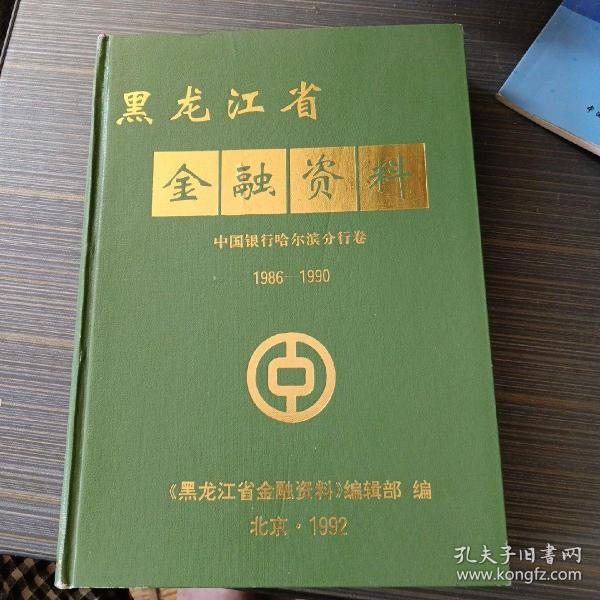 黑龙江省
金融资料
中国银行哈尔滨分行卷
1986—1990
《黑龙江省金融资料》编辑部 编
北京·1992
孔夫子旧书网
www.kongfz.com